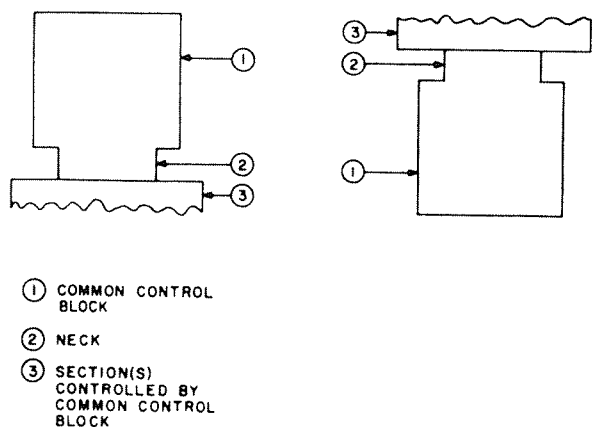 1
2
3
3
2
1
1 COMMON CONTROL
BLOCK
2 NECK
3 SECTION(S)
CONTROLLED BY
COMMON CONTROL
BLOCK